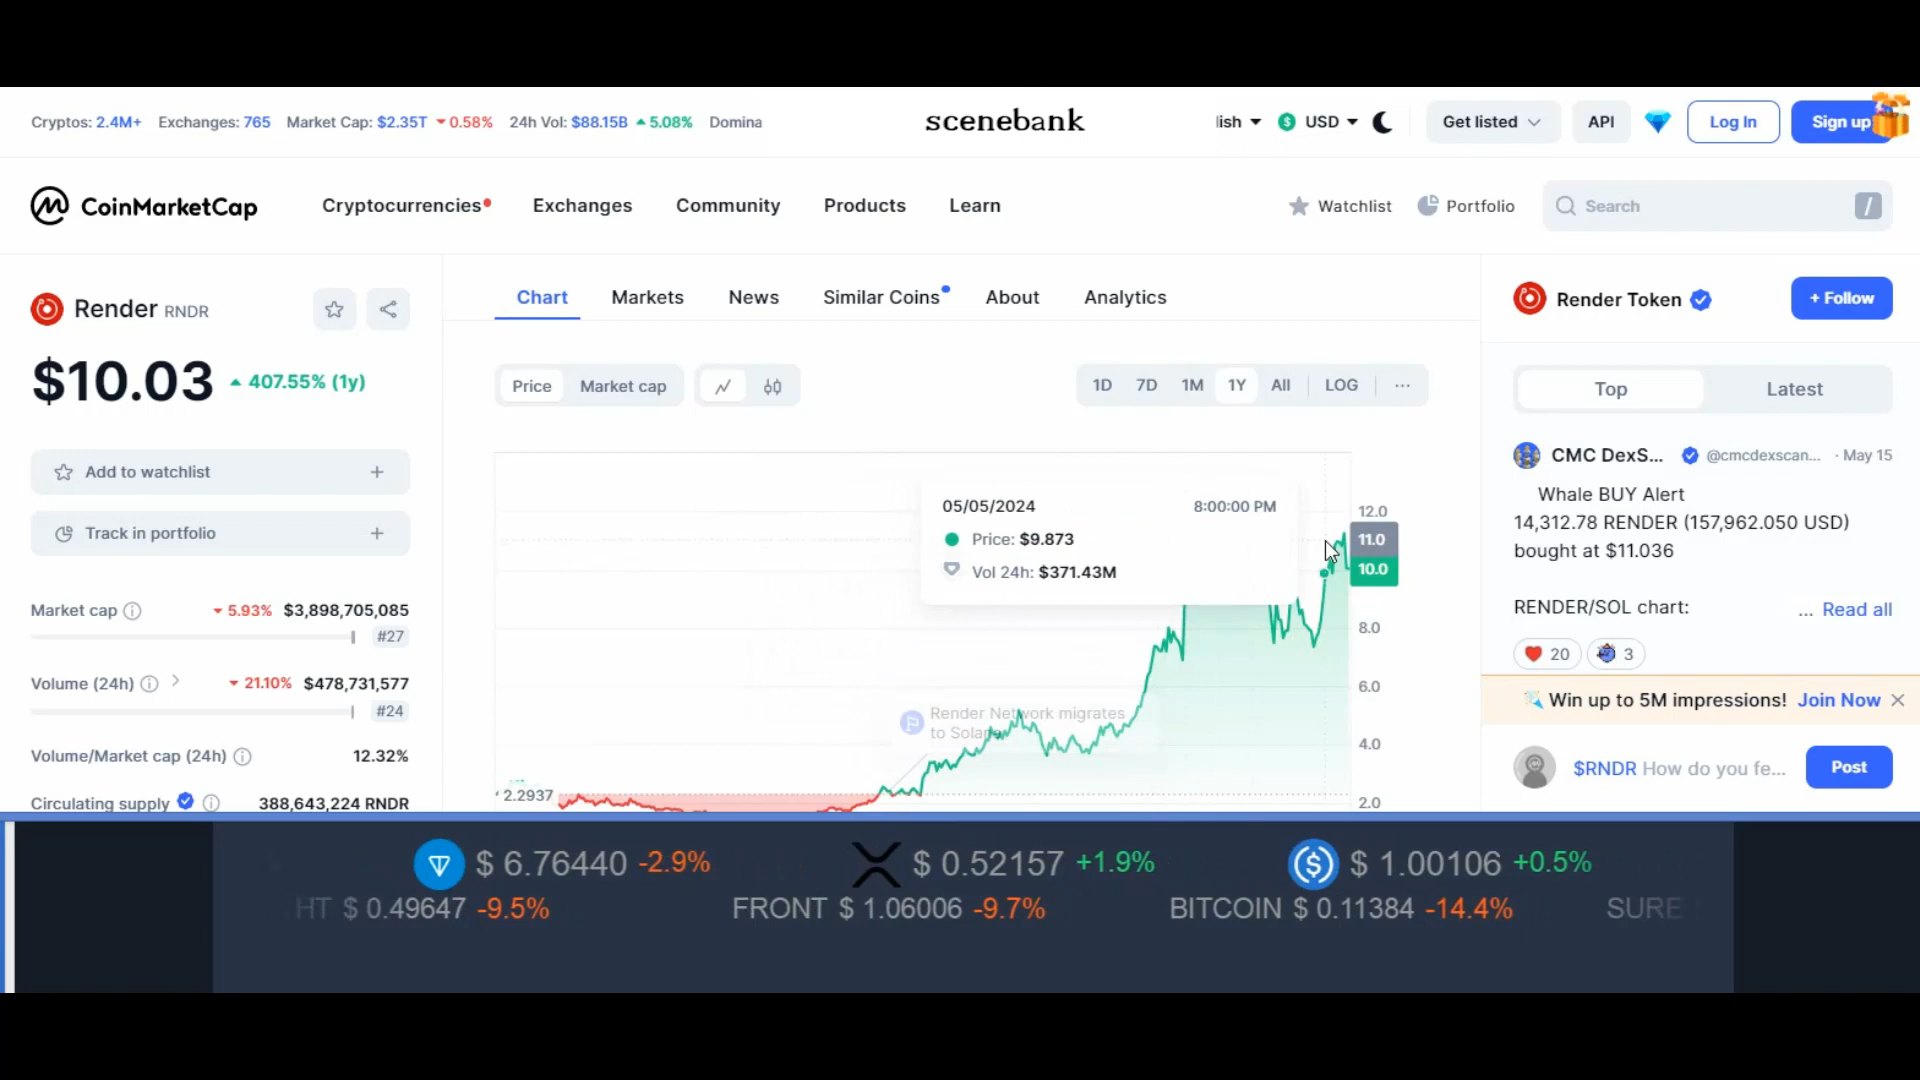 Cryptos: 2.4M+ Exchanges: 765 Market Cap: $2.35T 0.58% 24h Vol: $88.15B 5.08% Domina
scenebank
lish USD Get listed API Log In Sign up
CoinMarketCap Cryptocurrencies Exchanges Community Products Learn Watchlist Portfolio Search /
Render RNDR
$10.03 407.55% (1y)
Add to watchlist +
Track in portfolio +
Market cap 5.93% $3,898,705,085
#27
Volume (24h) 21.10% $478,731,577
#24
Volume/Market cap (24h) 12.32%
Circulating supply 388,643,224 RNDR
Chart Markets News Similar Coins About Analytics
Price Market cap 1D 7D 1M 1Y All LOG ...
05/05/2024 8:00:00 PM
Price: $9.873
Vol 24h: $371.43M
Render Network migrates
to Solana
2.2937
12.0
11.0
10.0
8.0
6.0
4.0
2.0
Render Token + Follow
Top Latest
CMC DexS... @cmcdexscan... · May 15
Whale BUY Alert
14,312.78 RENDER (157,962.050 USD)
bought at $11.036
RENDER/SOL chart: ... Read all
20 3
Win up to 5M impressions! Join Now
$RNDR How do you fe... Post
$ 6.76440 -2.9% $ 0.52157 +1.9% $ 1.00106 +0.5%
HT $ 0.49647 -9.5% FRONT $ 1.06006 -9.7% BITCOIN $ 0.11384 -14.4% SURE